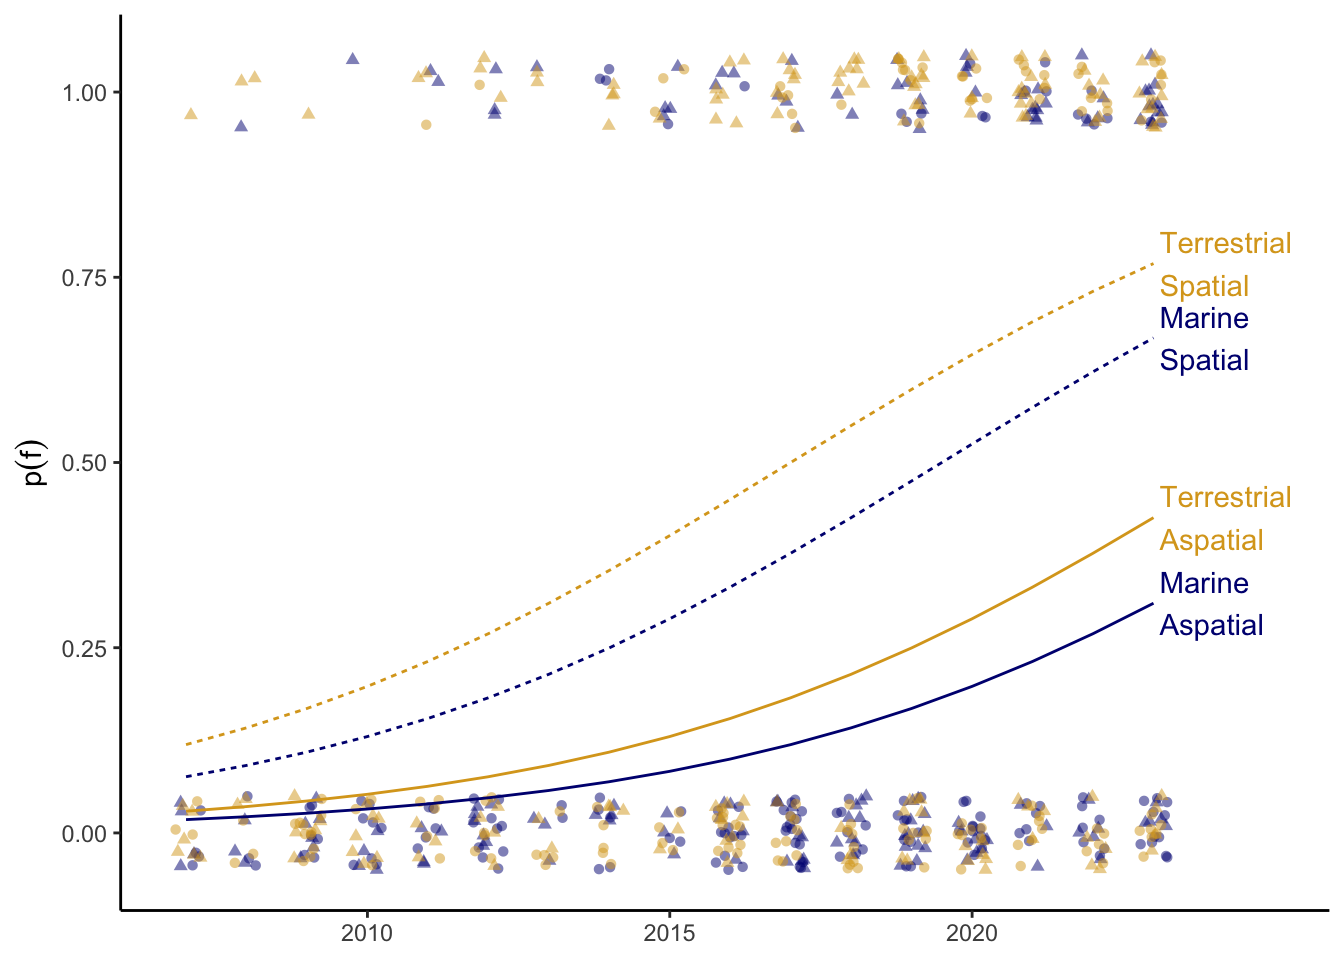 1.00
0.75
0.50
0.25
0.00
p(f)
Terrestrial
Spatial
Marine
Spatial
Terrestrial
Aspatial
Marine
Aspatial
2010
2015
2020